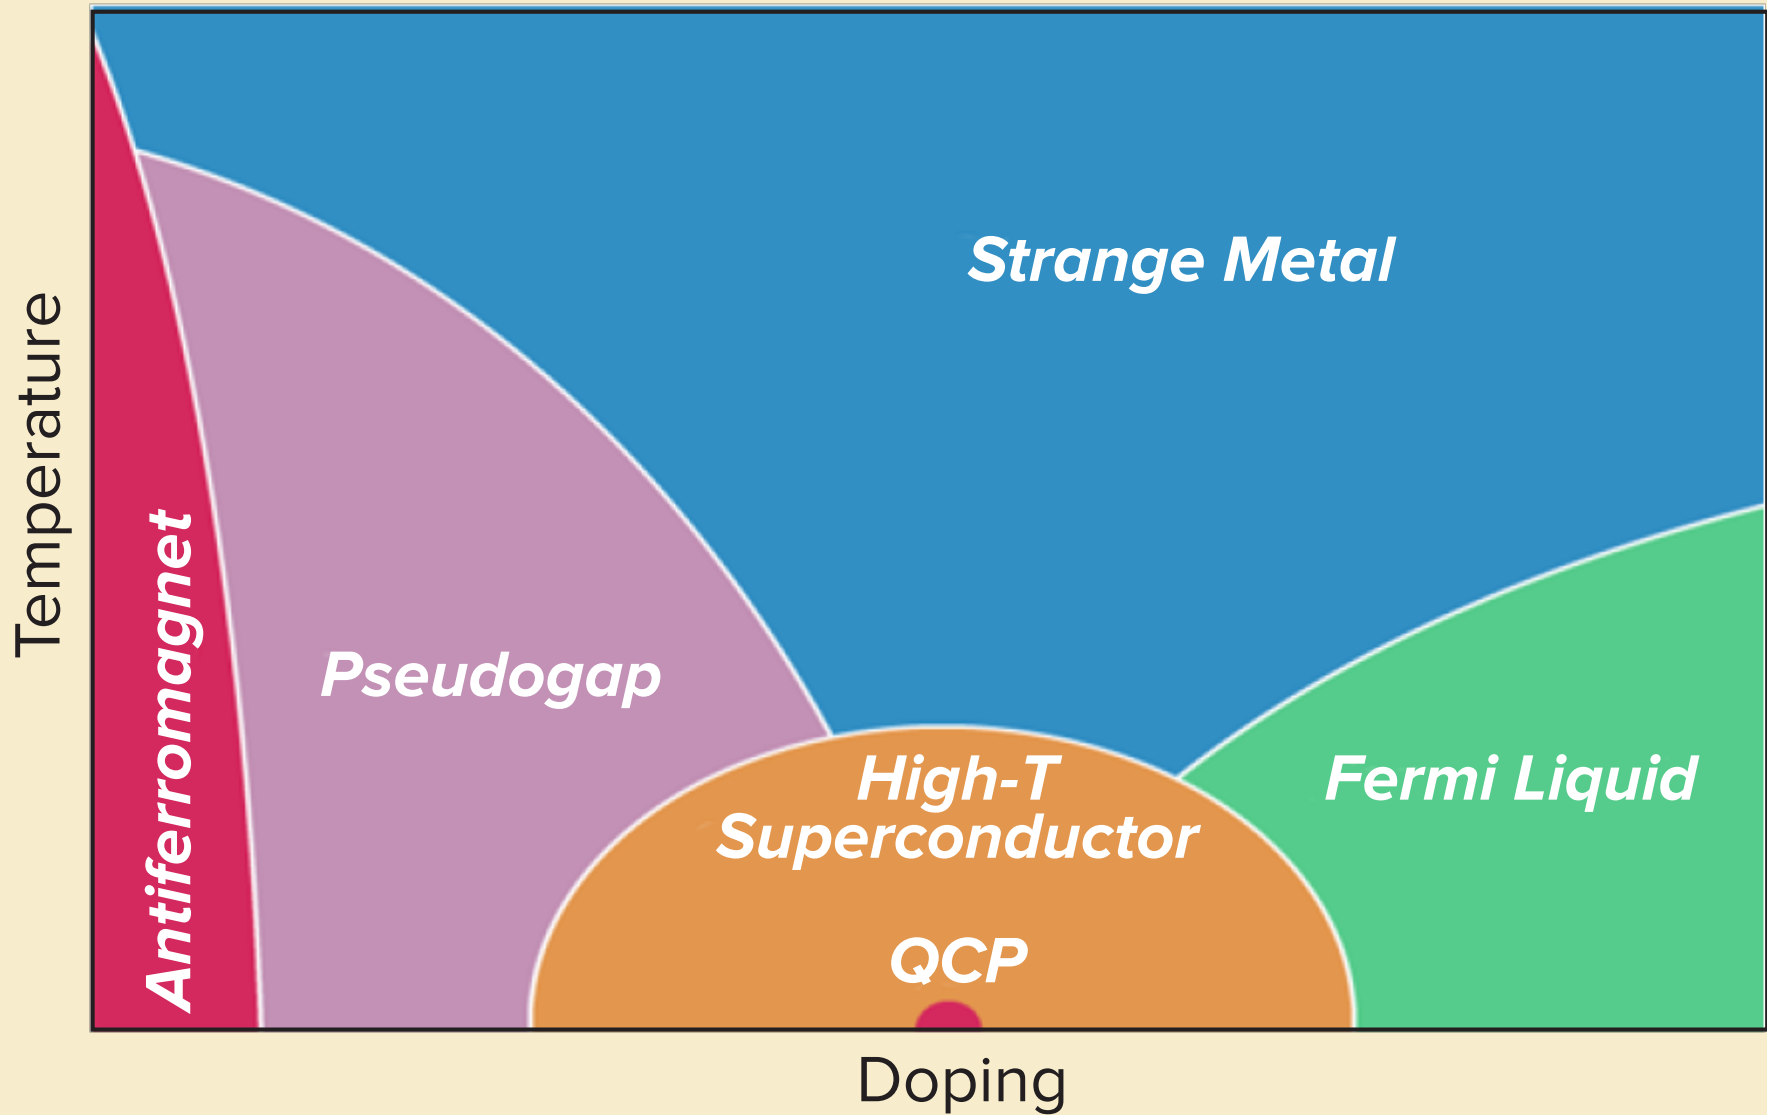 Temperature
Antiferromagnet
Pseudogap
Strange Metal
High-T
Superconductor
QCP
Fermi Liquid
Doping